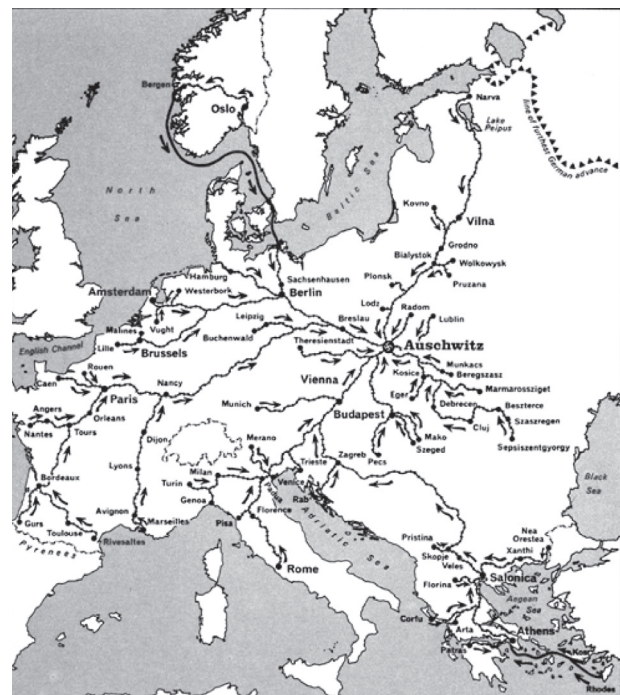 Bergen
Oslo
Narva
Lake
Peipus
line of furthest German advance
North
Sea
Baltic Sea
Kovno
Vilna
Grodno
Bialystok
Wolkowysk
Pruzana
Plonsk
Hamburg
Sachsenhausen
Westerbork
Amsterdam
Berlin
Lodz
Radom
Lublin
Breslau
Vught
Malines
Leipzig
Buchenwald
Theresienstadt
Auschwitz
Lille
Brussels
English Channel
Munkacs
Beregszasz
Kosice
Rouen
Caen
Paris
Nancy
Vienna
Marmarossziget
Eger
Debrecen
Beszterce
Munich
Budapest
Szaszregen
Angers
Orleans
Nantes
Tours
Cluj
Mako
Szeged
Sepsiszentgyorgy
Dijon
Merano
Zagreb
Pecs
Trieste
Milan
Lyons
Turin
Venice
Padua
Rab
Bordeaux
Genoa
Florence
Black
Sea
Avignon
Pisa
Adriatic Sea
Gurs
Toulouse
Marseilles
Pyrenees
Rivesaltes
Pristina
Nea
Orestea
Skopje
Xanthi
Veles
Rome
Florina
Salonica
Aegean
Sea
Corfu
Arta
Athens
Patras
Kos
Rhodes